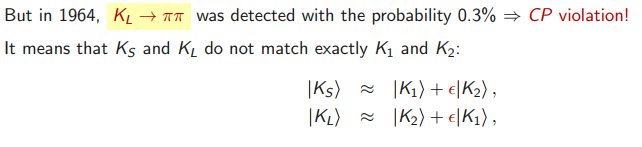 But in 1964, K_L → ππ was detected with the probability 0.3% ⇒ CP violation!
It means that K_S and K_L do not match exactly K_1 and K_2:
|K_S⟩ ≈ |K_1⟩ + ϵ|K_2⟩ ,
|K_L⟩ ≈ |K_2⟩ + ϵ|K_1⟩ ,